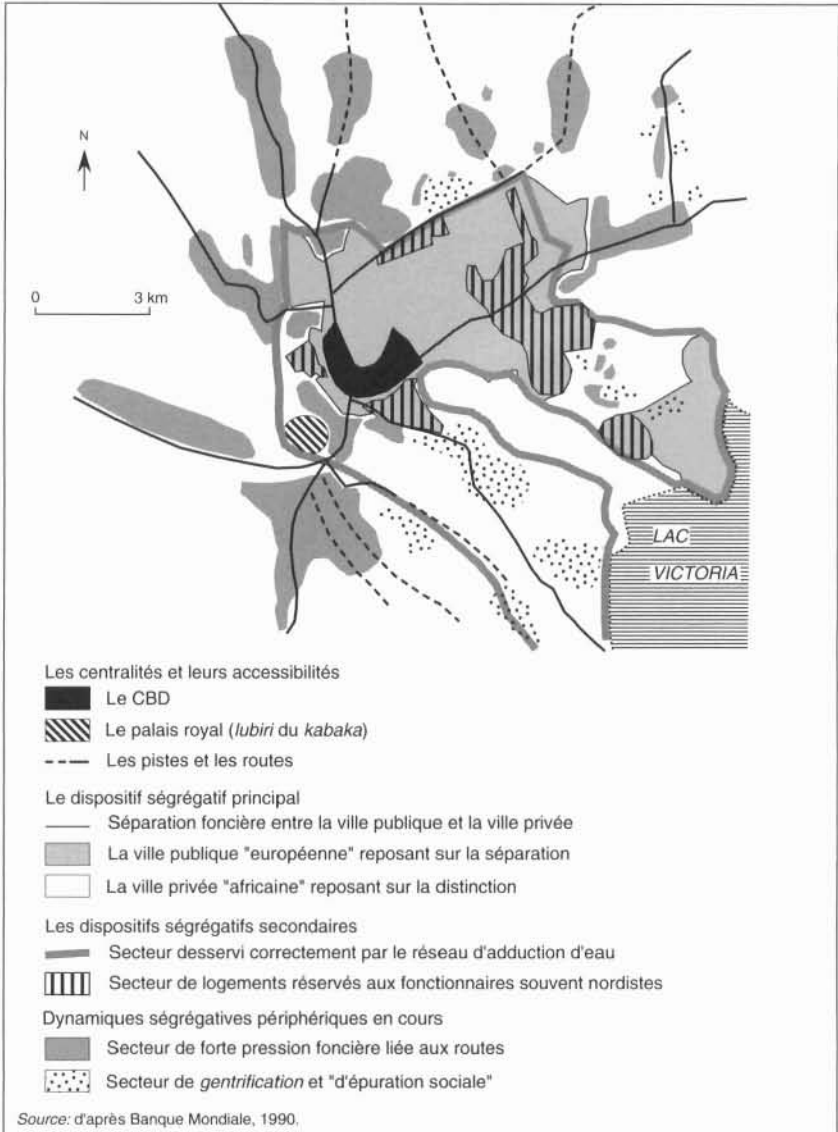 N
0 3 km
LAC
VICTORIA
Les centralités et leurs accessibilités
Le CBD
Le palais royal (lubiri du kabaka)
Les pistes et les routes
Le dispositif ségrégatif principal
Séparation foncière entre la ville publique et la ville privée
La ville publique "européenne" reposant sur la séparation
La ville privée "africaine" reposant sur la distinction
Les dispositifs ségrégatifs secondaires
Secteur desservi correctement par le réseau d'adduction d'eau
Secteur de logements réservés aux fonctionnaires souvent nordistes
Dynamiques ségrégatives périphériques en cours
Secteur de forte pression foncière liée aux routes
Secteur de gentrification et "d'épuration sociale"
Source: d'après Banque Mondiale, 1990.